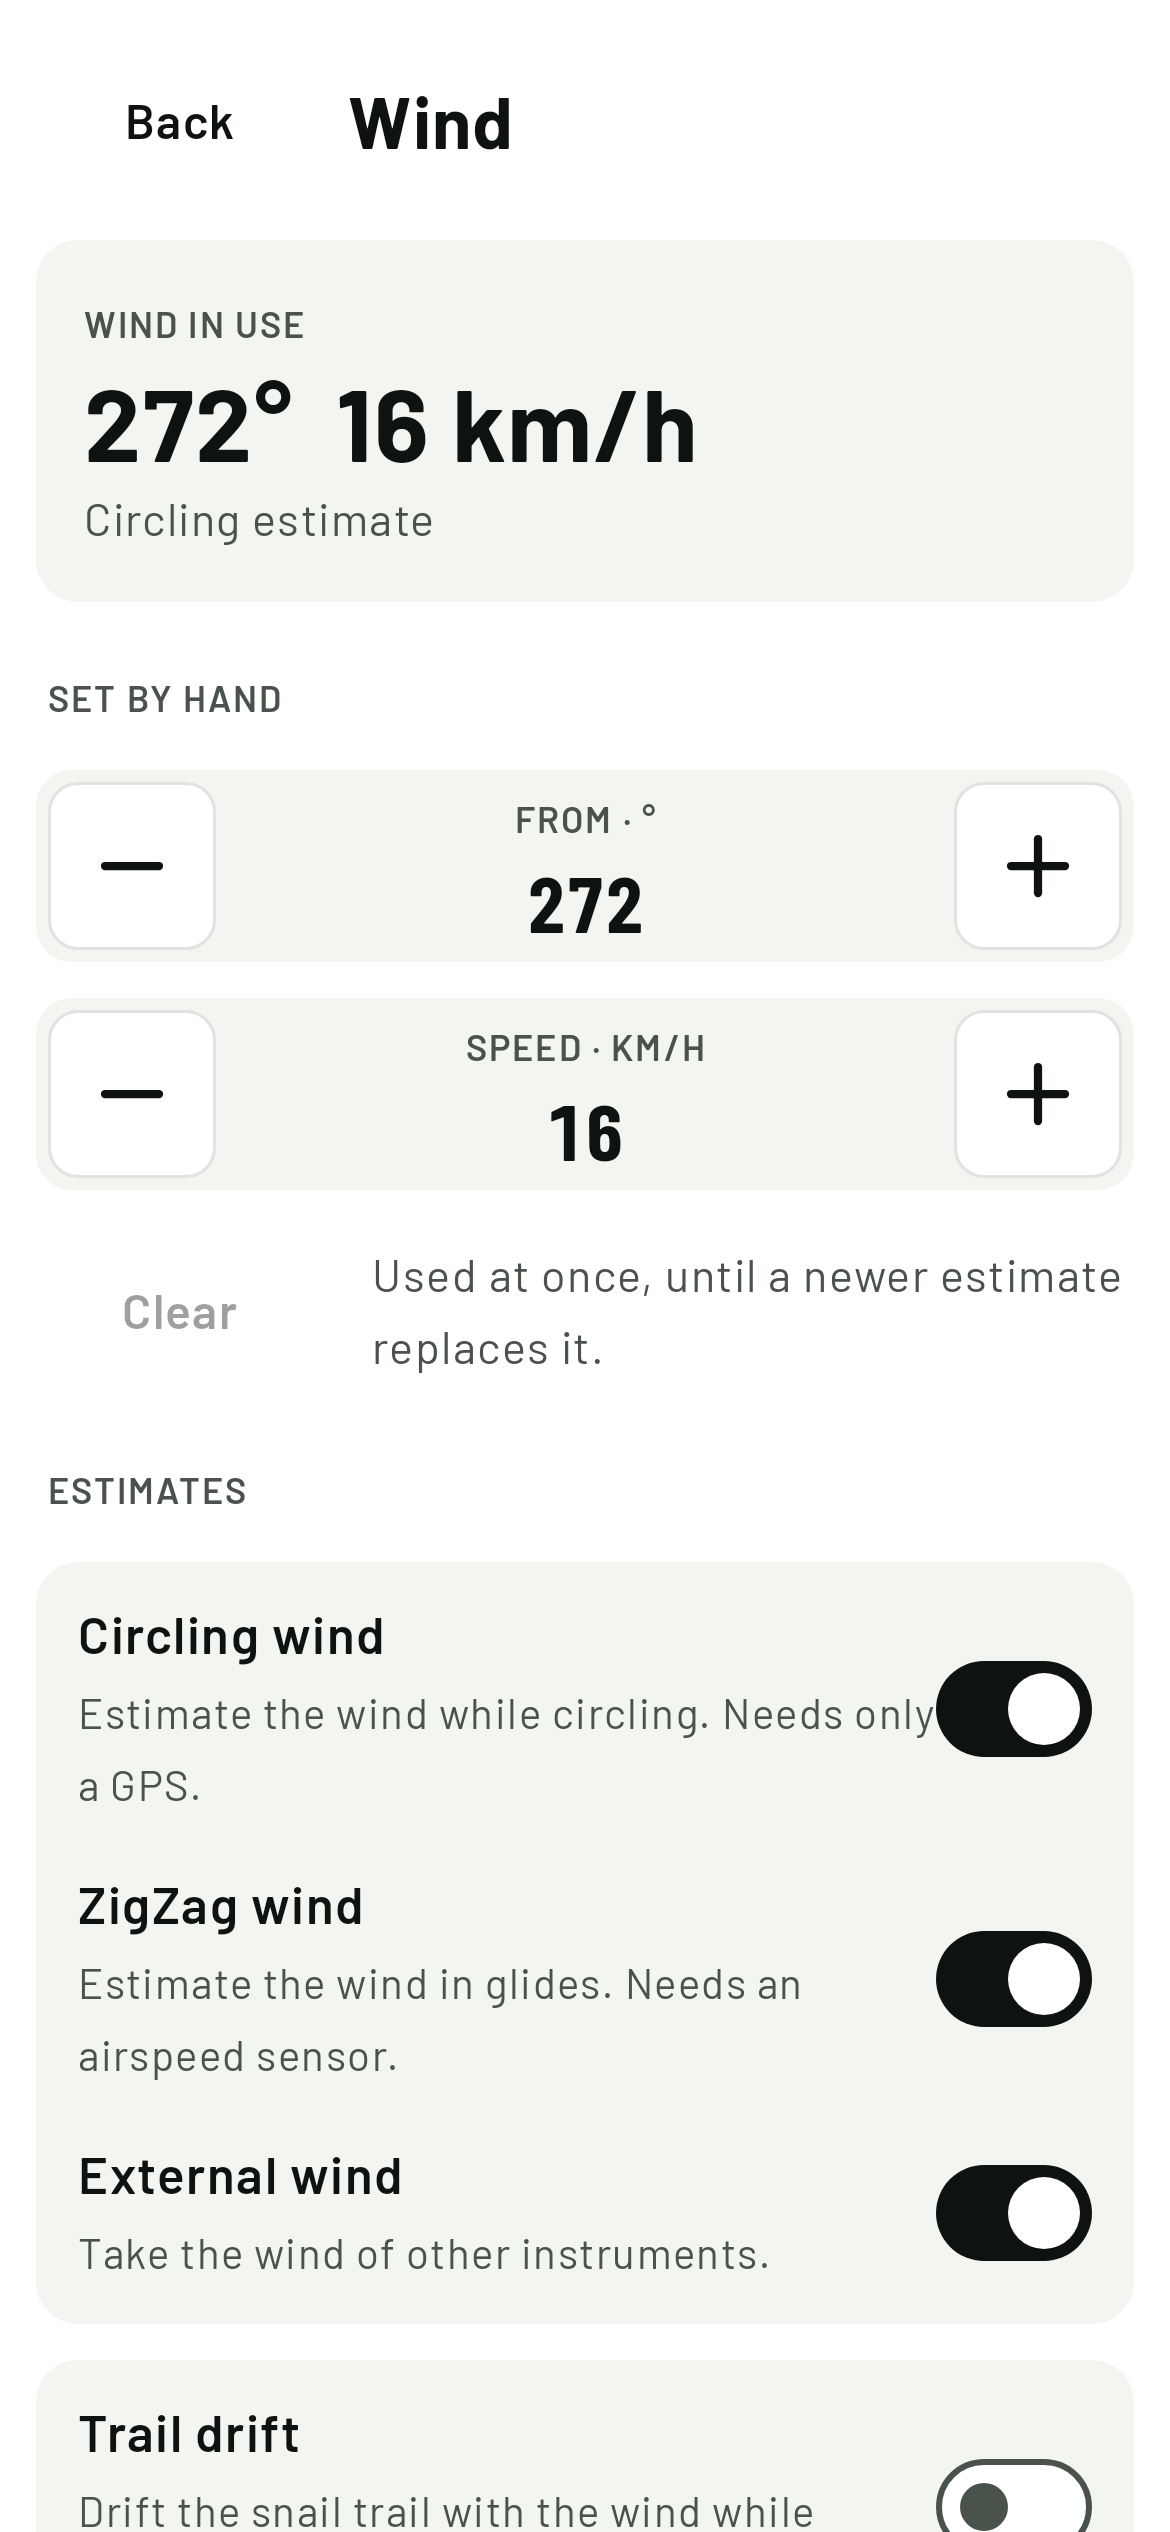 Back
Wind
WIND IN USE
272° 16 km/h
Circling estimate
SET BY HAND
FROM · °
272
SPEED · KM/H
16
Clear
Used at once, until a newer estimate
replaces it.
ESTIMATES
Circling wind
Estimate the wind while circling. Needs only
a GPS.
ZigZag wind
Estimate the wind in glides. Needs an
airspeed sensor.
External wind
Take the wind of other instruments.
Trail drift
Drift the snail trail with the wind while